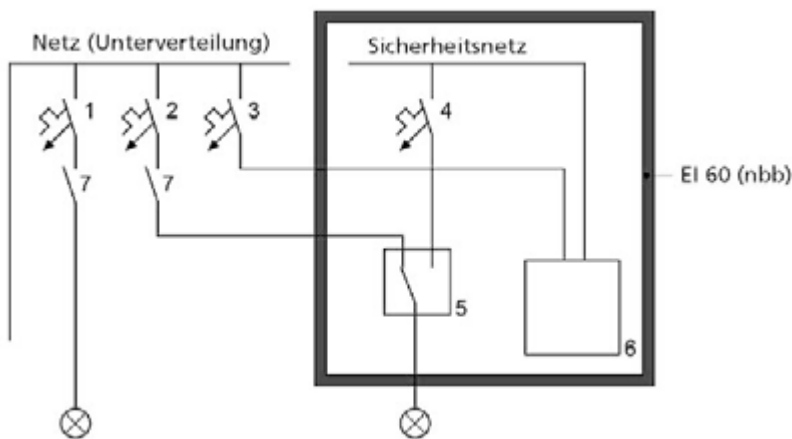 Netz (Unterverteilung)
Sicherheitsnetz
1
2
3
4
7
7
EI 60 (nbb)
5
6